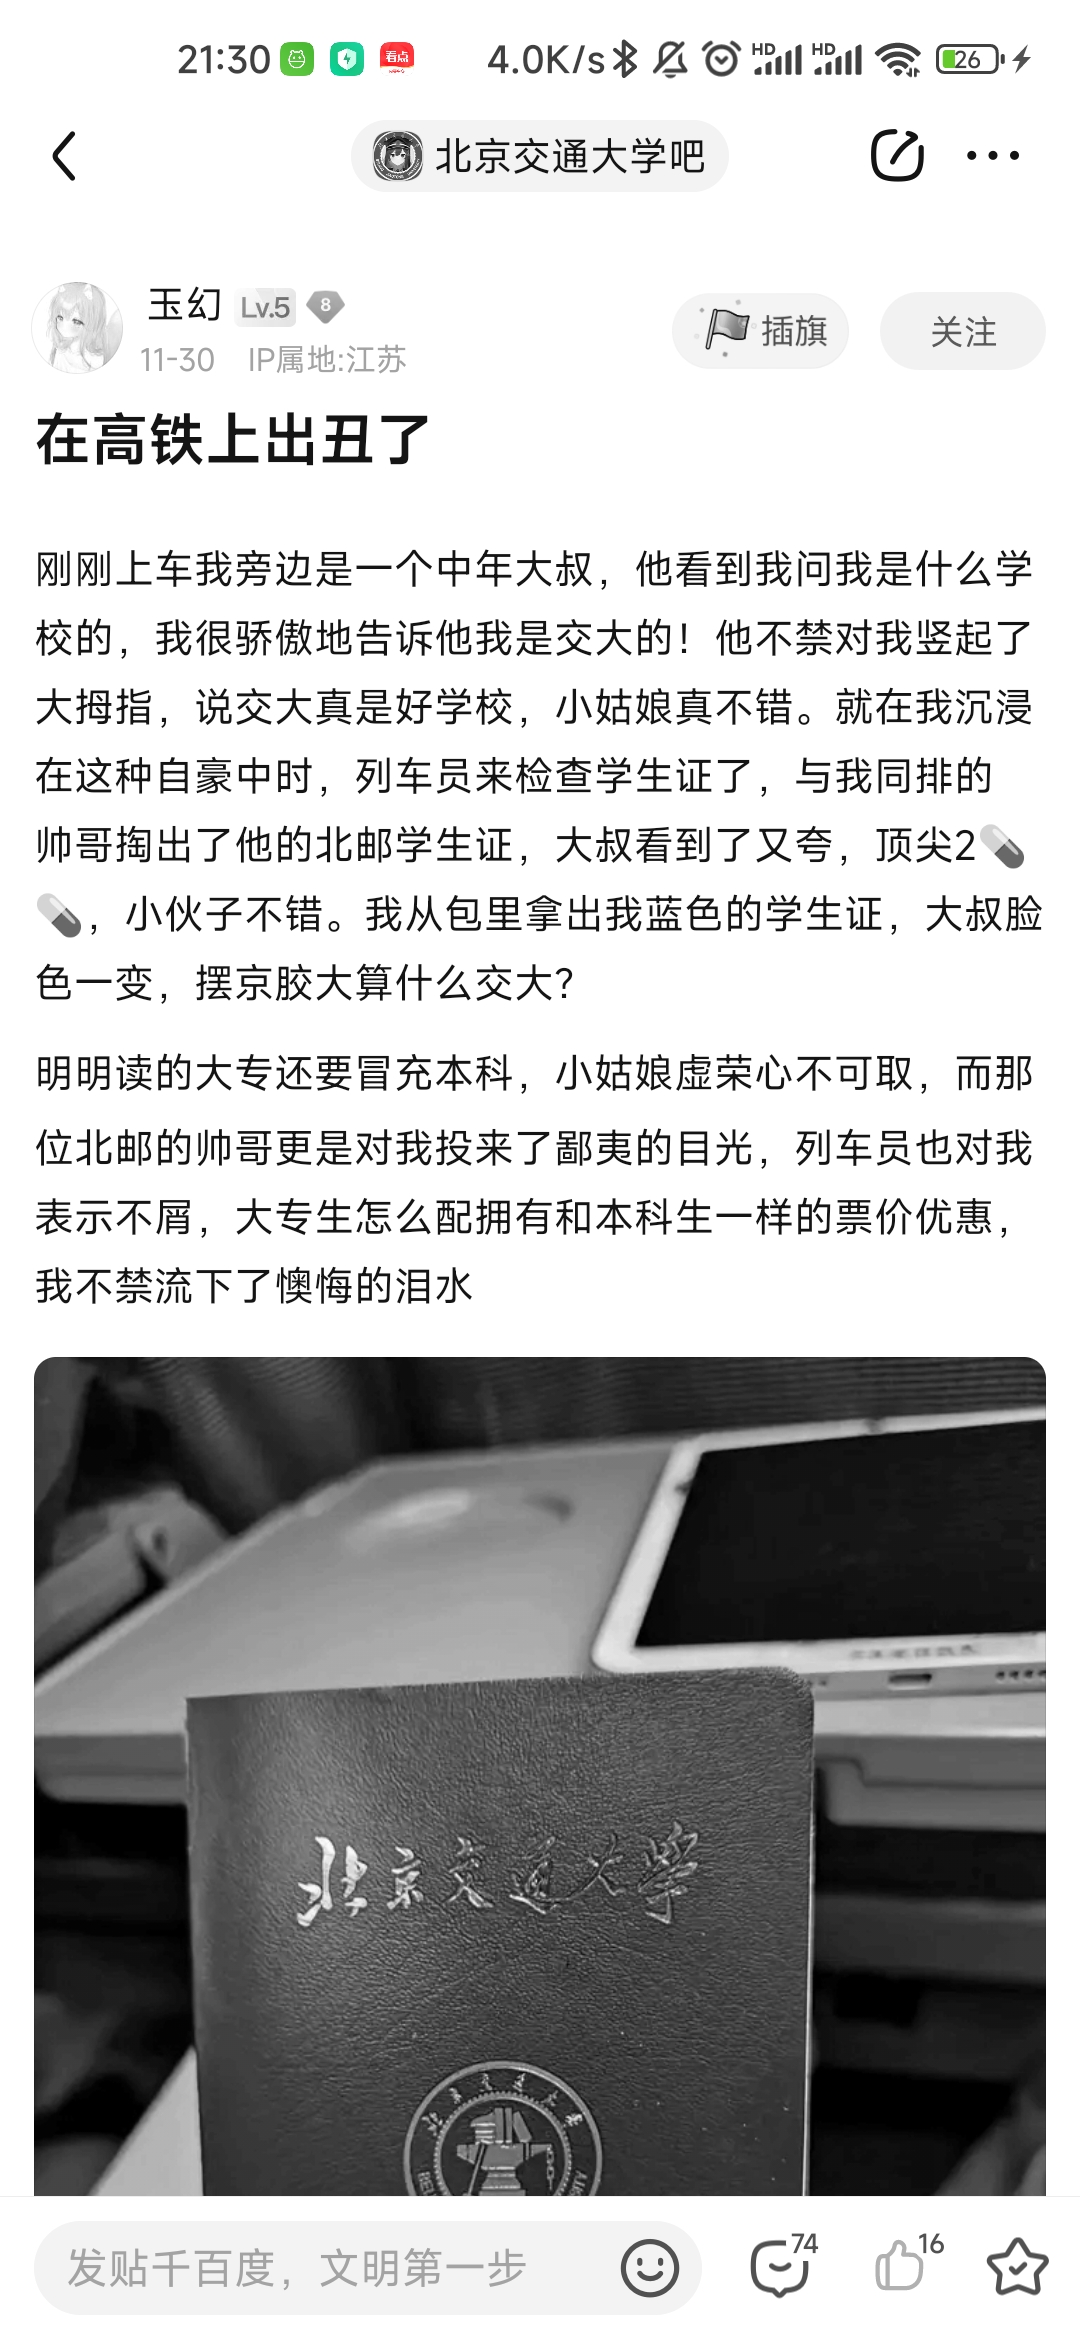 21:30
看点
4.0K/s
HD
HD
26
北京交通大学吧
玉幻 Lv.5 8
插旗
关注
11-30 IP属地:江苏
在高铁上出丑了
刚刚上车我旁边是一个中年大叔，他看到我问我是什么学
校的，我很骄傲地告诉他我是交大的！他不禁对我竖起了
大拇指，说交大真是好学校，小姑娘真不错。就在我沉浸
在这种自豪中时，列车员来检查学生证了，与我同排的
帅哥掏出了他的北邮学生证，大叔看到了又夸，顶尖2💊
💊，小伙子不错。我从包里拿出我蓝色的学生证，大叔脸
色一变，摆京胶大算什么交大？
明明读的大专还要冒充本科，小姑娘虚荣心不可取，而那
位北邮的帅哥更是对我投来了鄙夷的目光，列车员也对我
表示不屑，大专生怎么配拥有和本科生一样的票价优惠，
我不禁流下了懊悔的泪水
北京交通大学
北京交通大学
发贴千百度，文明第一步
74
16